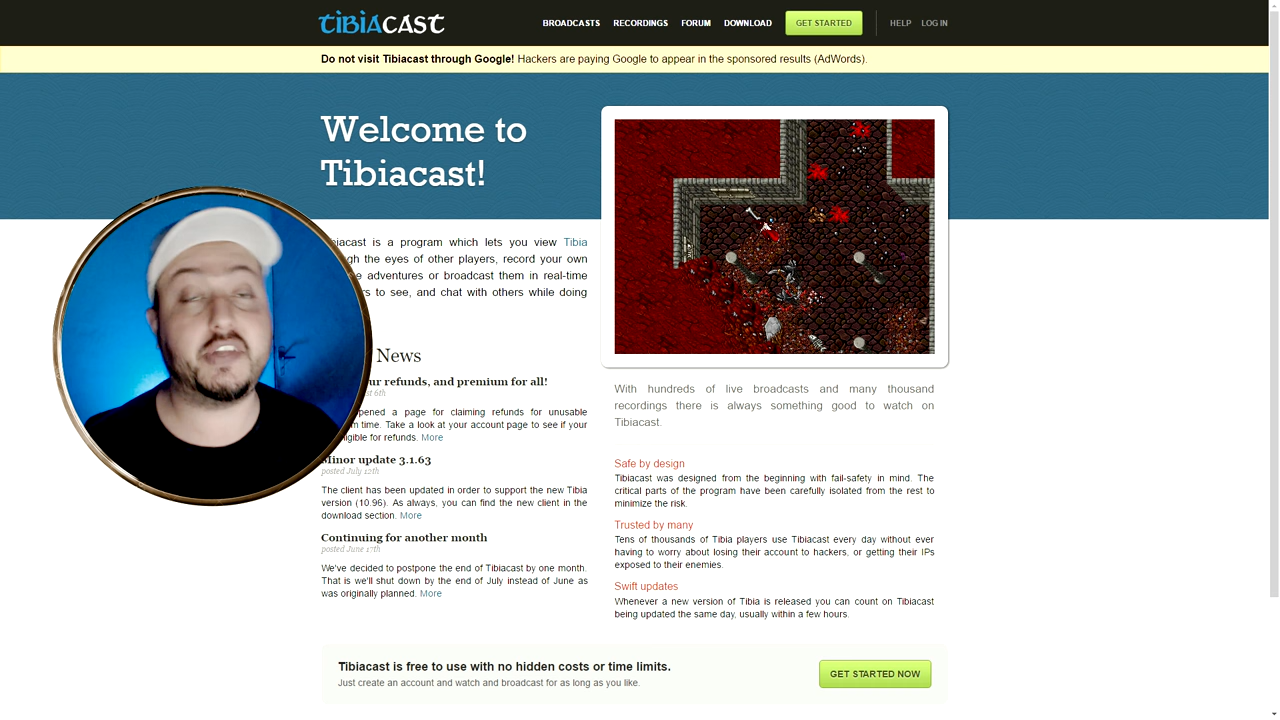 TIBIACAST
BROADCASTS RECORDINGS FORUM DOWNLOAD GET STARTED HELP LOG IN
Do not visit Tibiacast through Google! Hackers are paying Google to appear in the sponsored results (AdWords).
Welcome to
Tibiacast!
is a program which lets you view Tibia
the eyes of other players, record your own
adventures or broadcast them in real-time
to see, and chat with others while doing
News
refunds, and premium for all!
6th
a page for claiming refunds for unusable
time. Take a look at your account page to see if your
for refunds. More
Minor update 3.1.63
posted July 12th
The client has been updated in order to support the new Tibia
version (10.96). As always, you can find the new client in the
download section. More
Continuing for another month
posted June 17th
We've decided to postpone the end of Tibiacast by one month.
That is we'll shut down by the end of July instead of June as
was originally planned. More
With hundreds of live broadcasts and many thousand
recordings there is always something good to watch on
Tibiacast.
Safe by design
Tibiacast was designed from the beginning with fail-safety in mind. The
critical parts of the program have been carefully isolated from the rest to
minimize the risk.
Trusted by many
Tens of thousands of Tibia players use Tibiacast every day without ever
having to worry about losing their account to hackers, or getting their IPs
exposed to their enemies.
Swift updates
Whenever a new version of Tibia is released you can count on Tibiacast
being updated the same day, usually within a few hours.
Tibiacast is free to use with no hidden costs or time limits.
Just create an account and watch and broadcast for as long as you like.
GET STARTED NOW